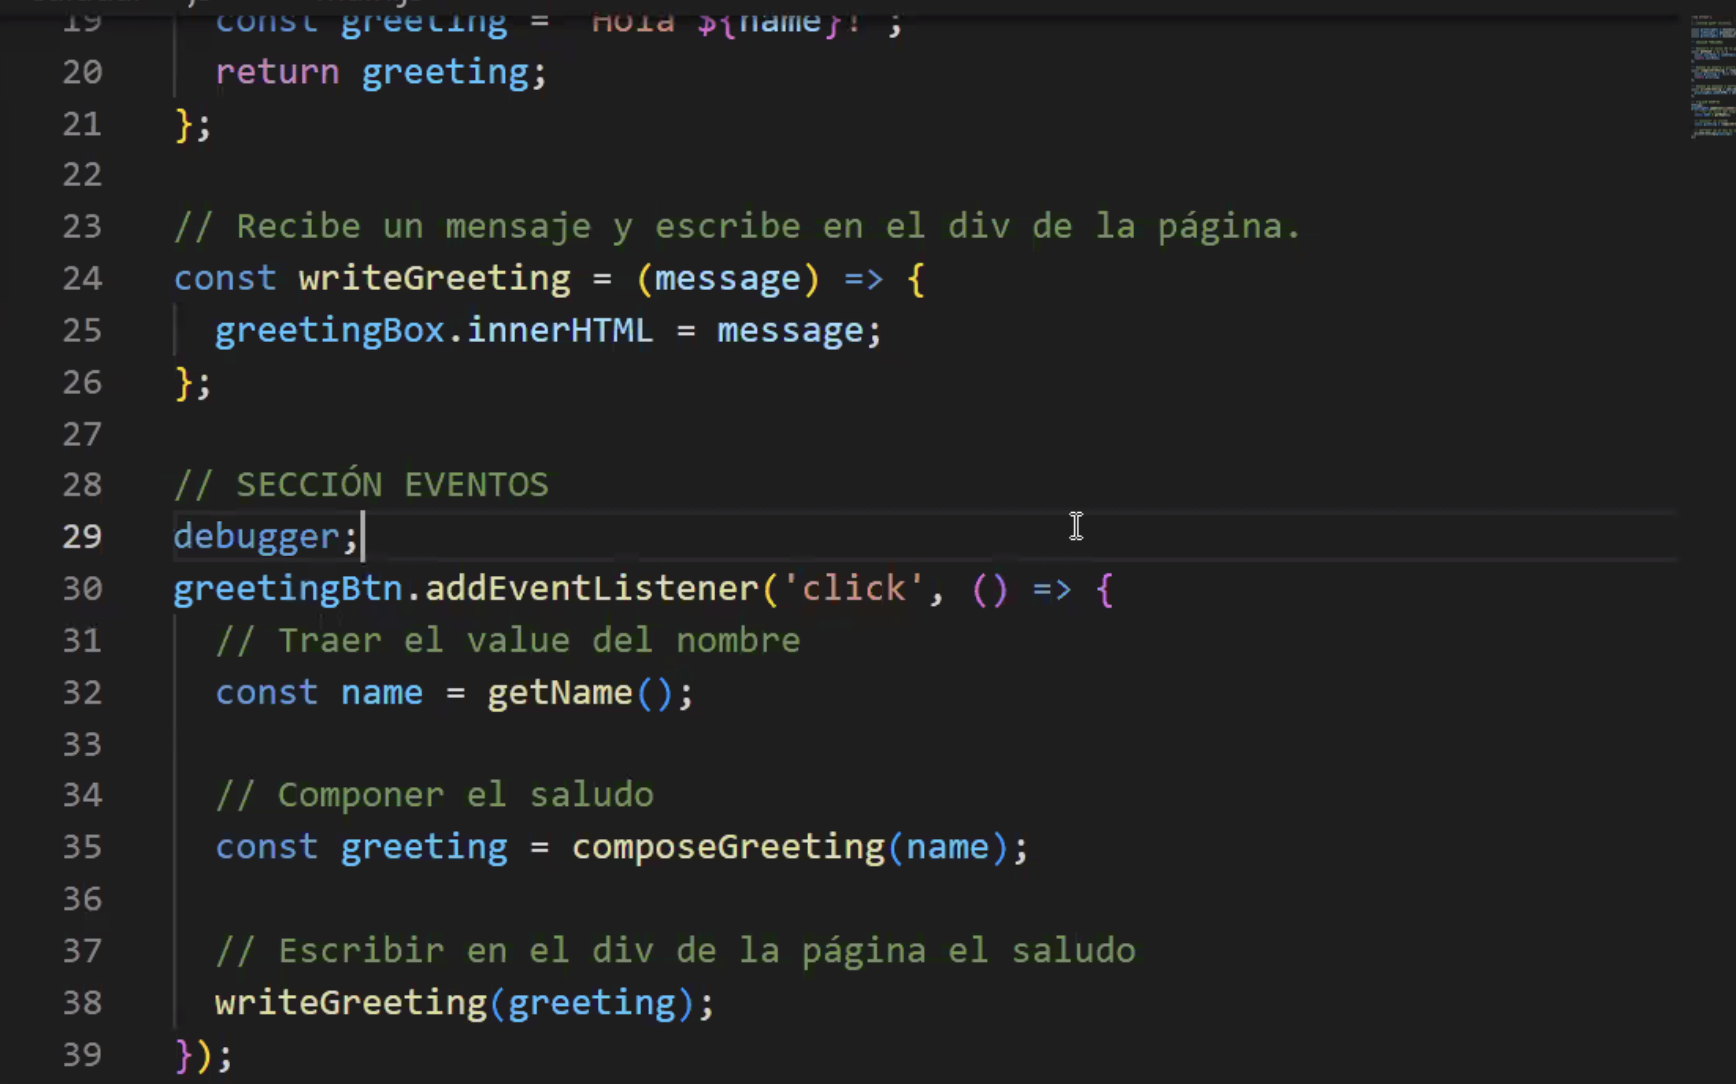 19 const greeting = `Hola ${name}!`;
20 return greeting;
21 };
22
23 // Recibe un mensaje y escribe en el div de la página.
24 const writeGreeting = (message) => {
25 greetingBox.innerHTML = message;
26 };
27
28 // SECCIÓN EVENTOS
29 debugger;
30 greetingBtn.addEventListener('click', () => {
31 // Traer el value del nombre
32 const name = getName();
33
34 // Componer el saludo
35 const greeting = composeGreeting(name);
36
37 // Escribir en el div de la página el saludo
38 writeGreeting(greeting);
39 });